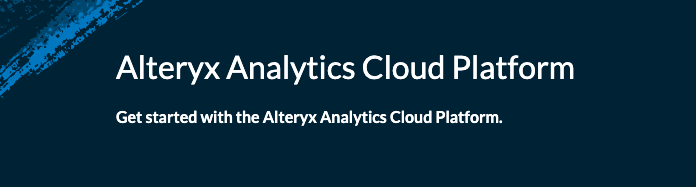 Alteryx Analytics Cloud Platform
Get started with the Alteryx Analytics Cloud Platform.